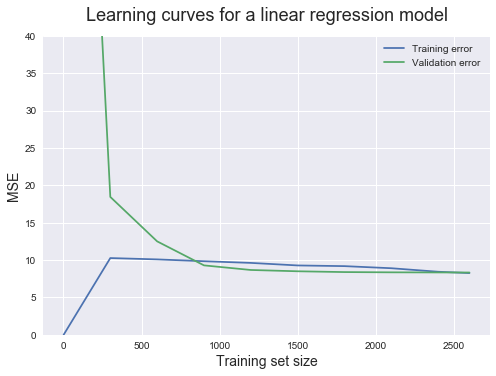 Learning curves for a linear regression model
Training error
Validation error
MSE
40
35
30
25
20
15
10
5
0
0 500 1000 1500 2000 2500
Training set size